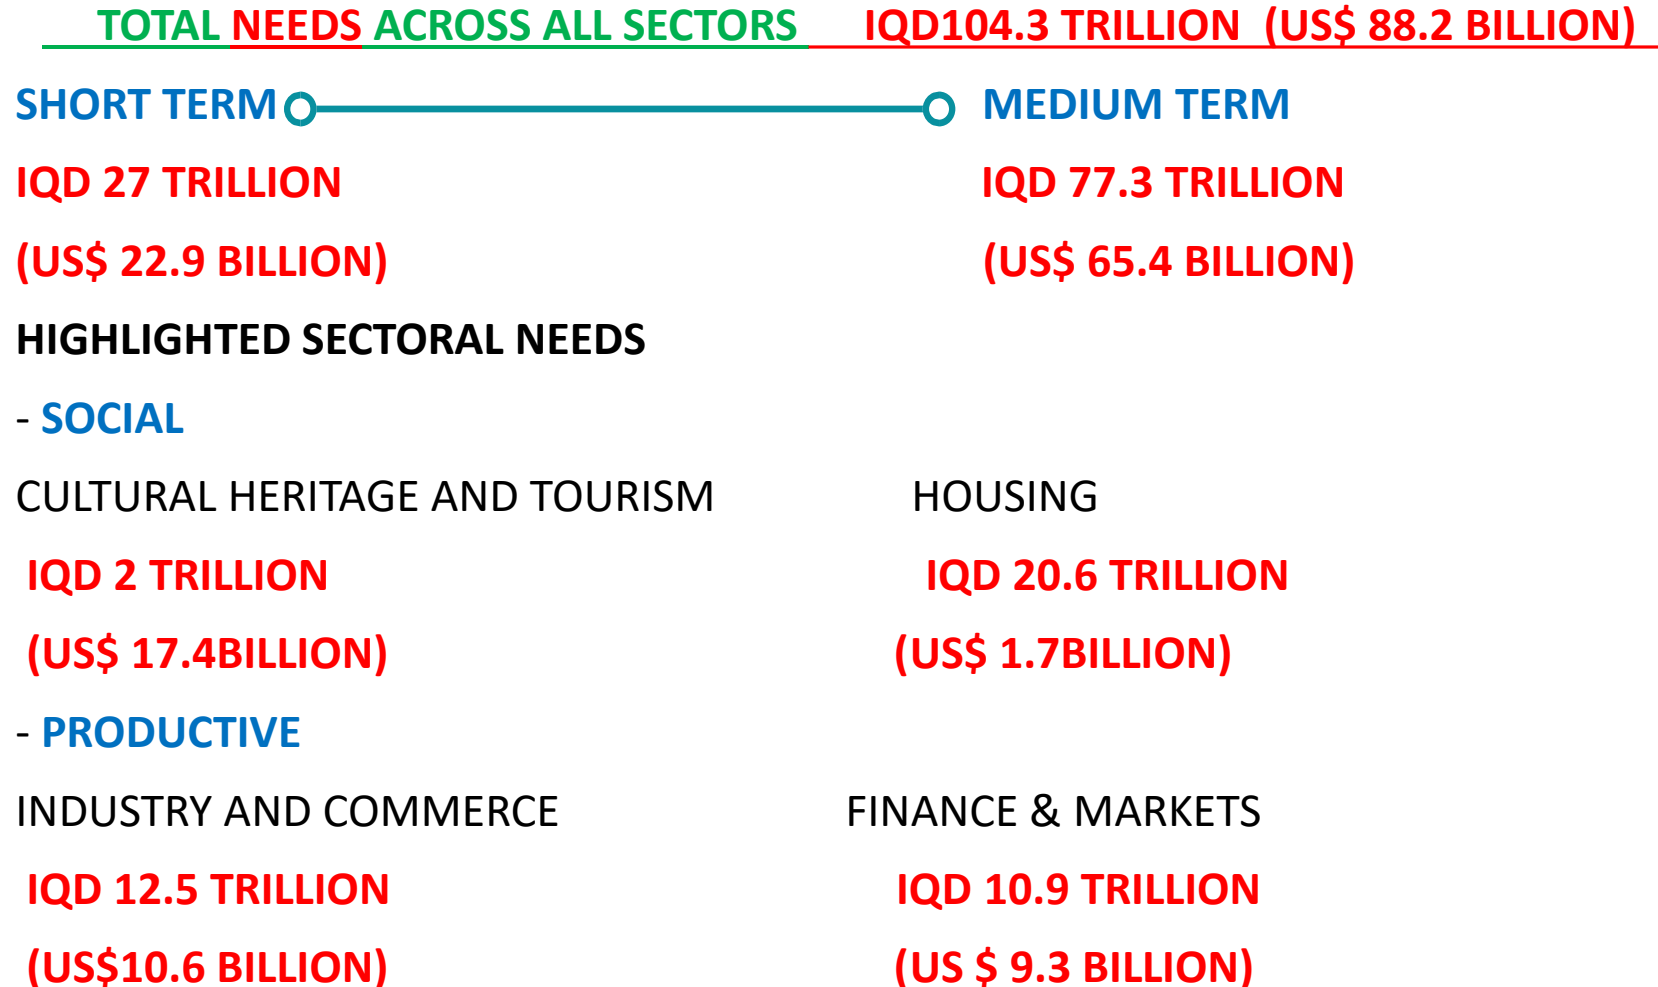 TOTAL NEEDS ACROSS ALL SECTORS IQD104.3 TRILLION (US$ 88.2 BILLION)
SHORT TERM MEDIUM TERM
IQD 27 TRILLION IQD 77.3 TRILLION
(US$ 22.9 BILLION) (US$ 65.4 BILLION)
HIGHLIGHTED SECTORAL NEEDS
- SOCIAL
CULTURAL HERITAGE AND TOURISM HOUSING
IQD 2 TRILLION IQD 20.6 TRILLION
(US$ 17.4BILLION) (US$ 1.7BILLION)
- PRODUCTIVE
INDUSTRY AND COMMERCE FINANCE & MARKETS
IQD 12.5 TRILLION IQD 10.9 TRILLION
(US$10.6 BILLION) (US $ 9.3 BILLION)